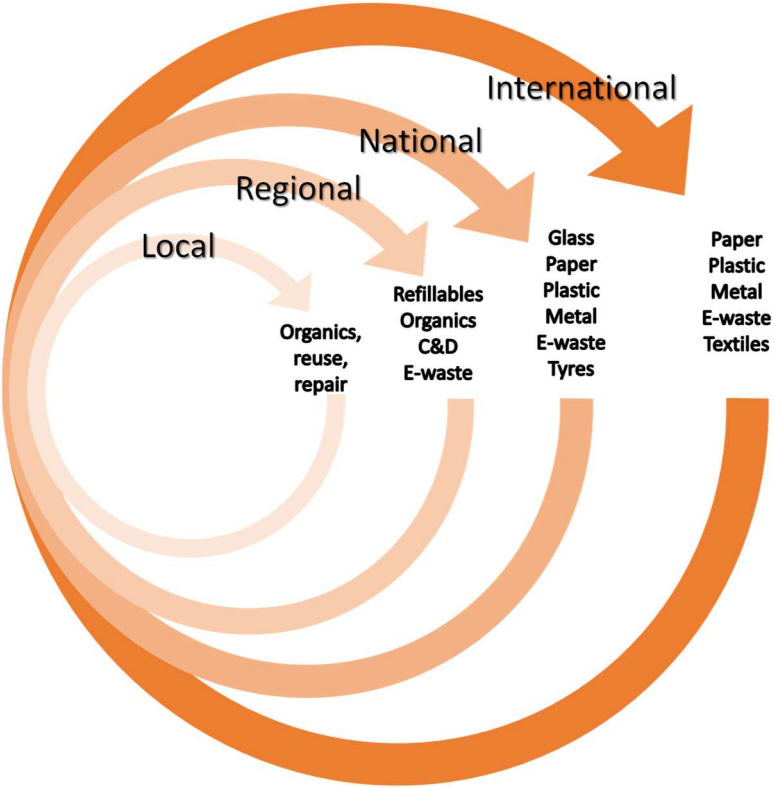 International
National
Regional
Local
Organics,
reuse,
repair
Refillables
Organics
C&D
E-waste
Glass
Paper
Plastic
Metal
E-waste
Tyres
Paper
Plastic
Metal
E-waste
Textiles